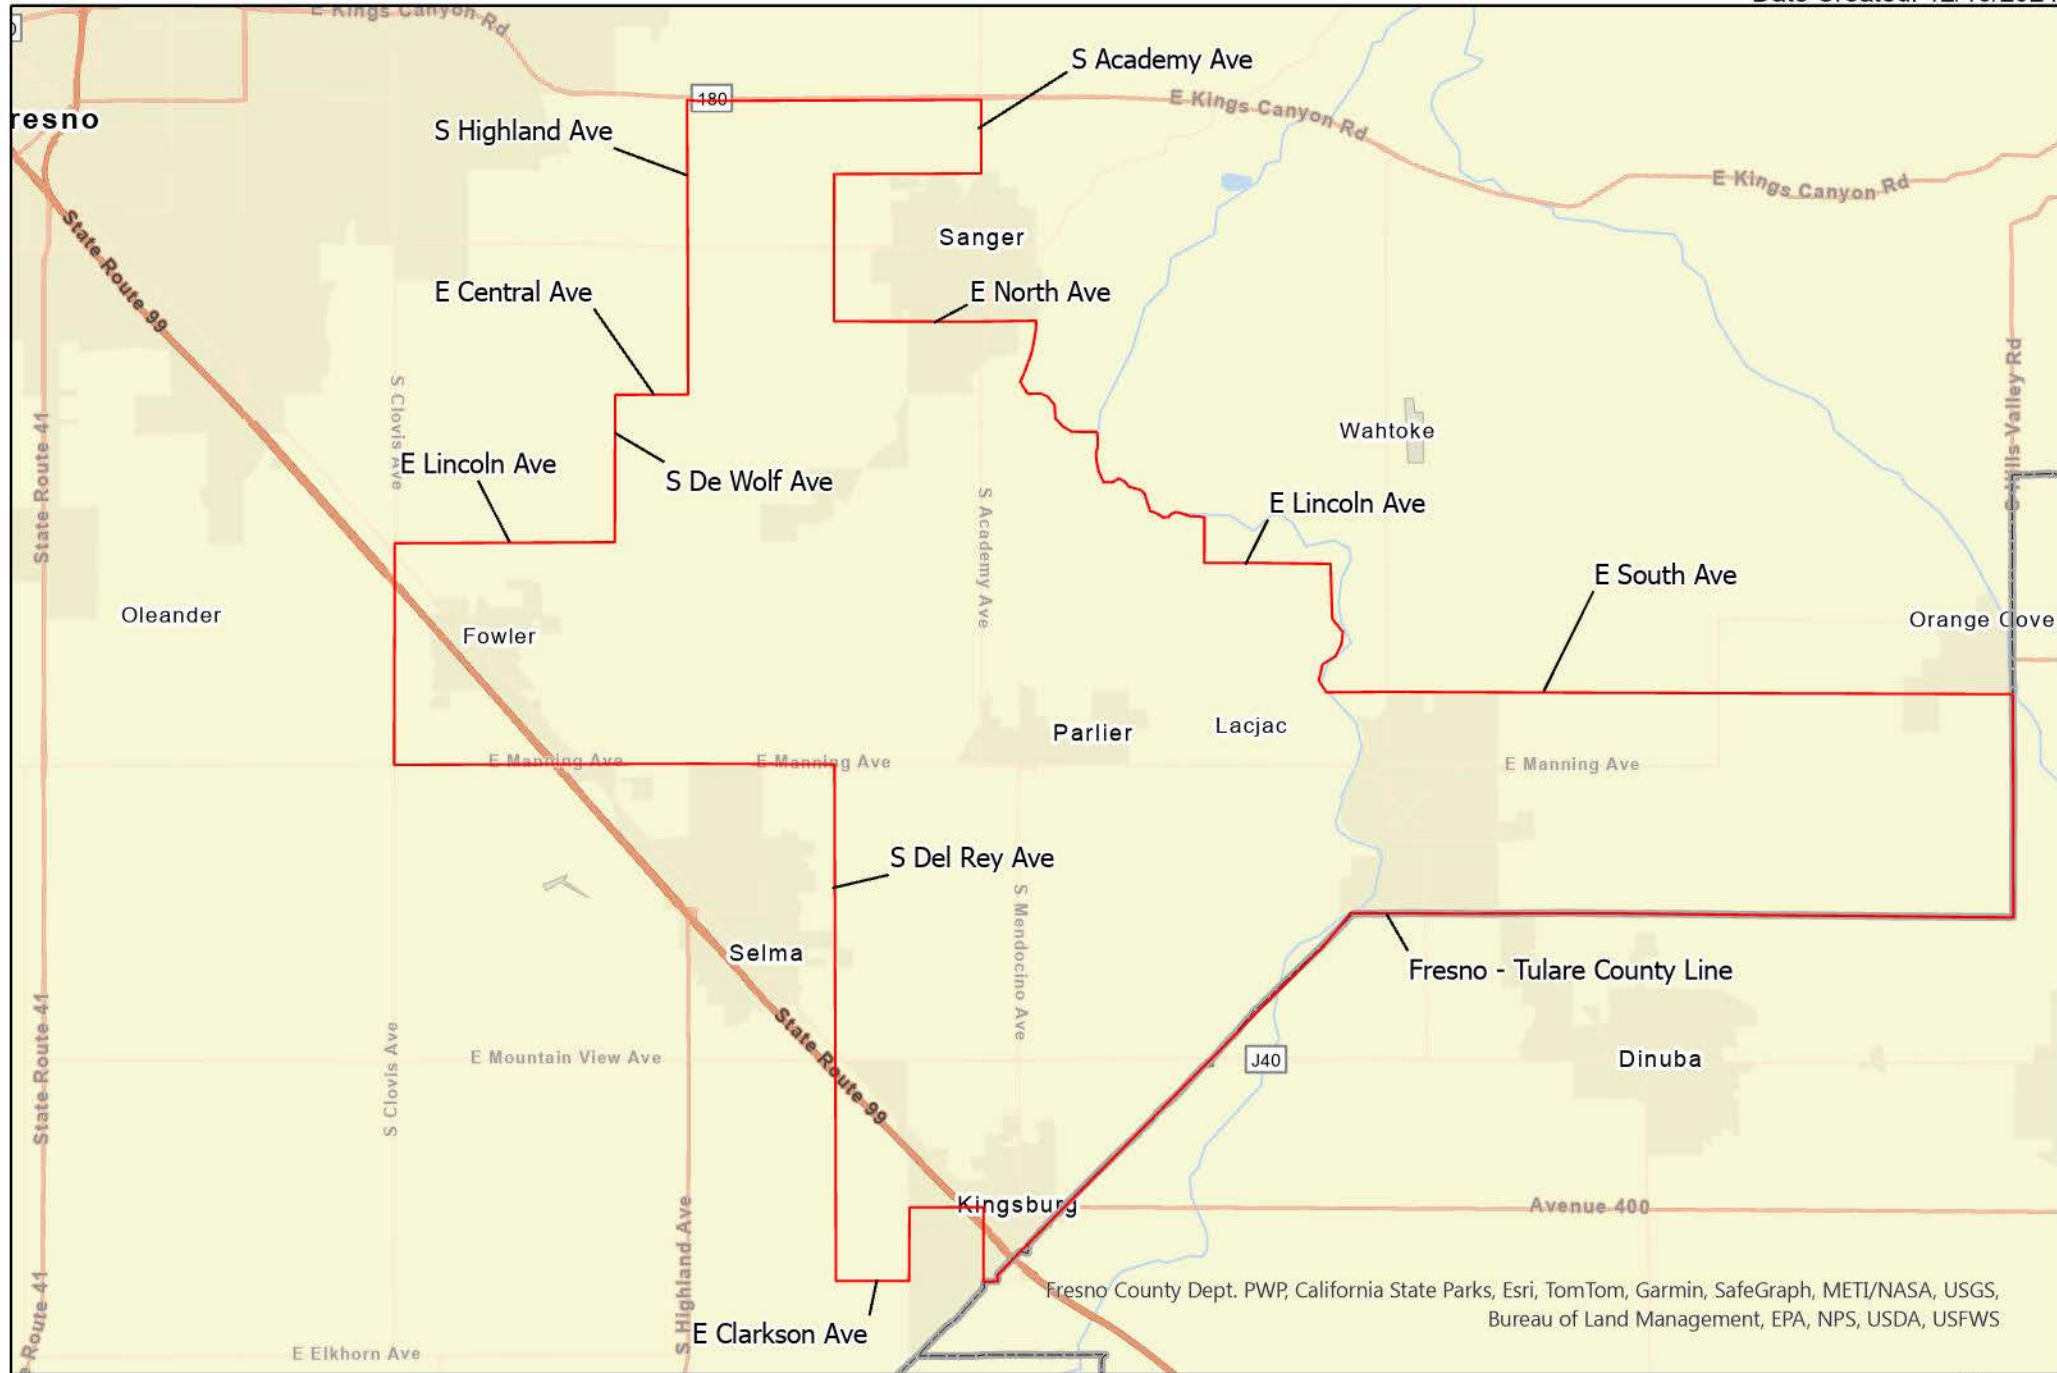 E Kings Canyon Rd
S Academy Ave
180
E Kings Canyon Rd
resno
S Highland Ave
E Kings Canyon Rd
State Route 99
Sanger
E Central Ave
E North Ave
S Clovis Ave
S Hills Valley Rd
Wahtoke
State Route 41
E Lincoln Ave
S De Wolf Ave
S Academy Ave
E Lincoln Ave
E South Ave
Oleander
Fowler
Orange Cove
Parlier
Lacjac
E Manning Ave
E Manning Ave
E Manning Ave
S Del Rey Ave
S Mendocino Ave
Selma
Fresno - Tulare County Line
State Route 41
S Clovis Ave
E Mountain View Ave
State Route 99
J40
Dinuba
Kingsburg
Avenue 400
S Highland Ave
Fresno County Dept. PWP, California State Parks, Esri, TomTom, Garmin, SafeGraph, METI/NASA, USGS,
Bureau of Land Management, EPA, NPS, USDA, USFWS
E Clarkson Ave
E Elkhorn Ave
e Route 41